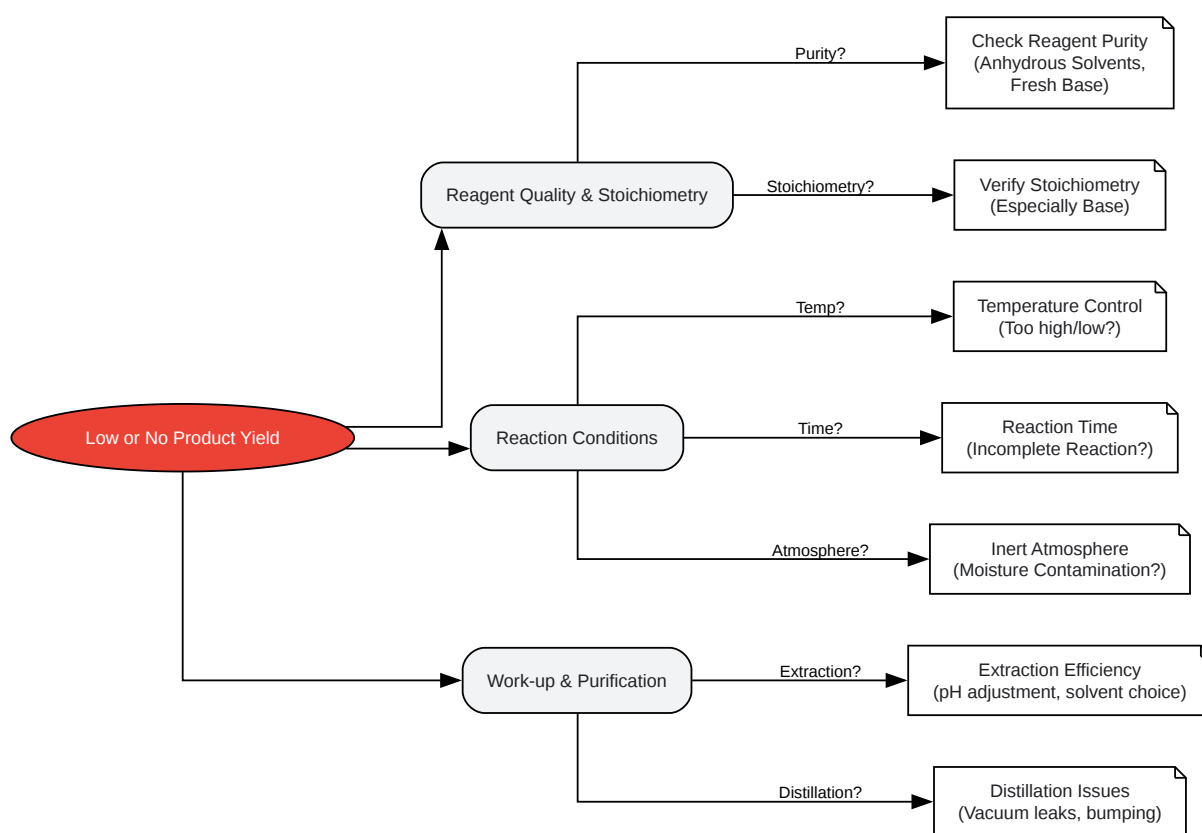 Purity?
Check Reagent Purity
(Anhydrous Solvents,
Fresh Base)
Reagent Quality & Stoichiometry
Stoichiometry?
Verify Stoichiometry
(Especially Base)
Temp?
Temperature Control
(Too high/low?)
Low or No Product Yield
Reaction Conditions
Time?
Reaction Time
(Incomplete Reaction?)
Atmosphere?
Inert Atmosphere
(Moisture Contamination?)
Work-up & Purification
Extraction?
Extraction Efficiency
(pH adjustment, solvent choice)
Distillation?
Distillation Issues
(Vacuum leaks, bumping)